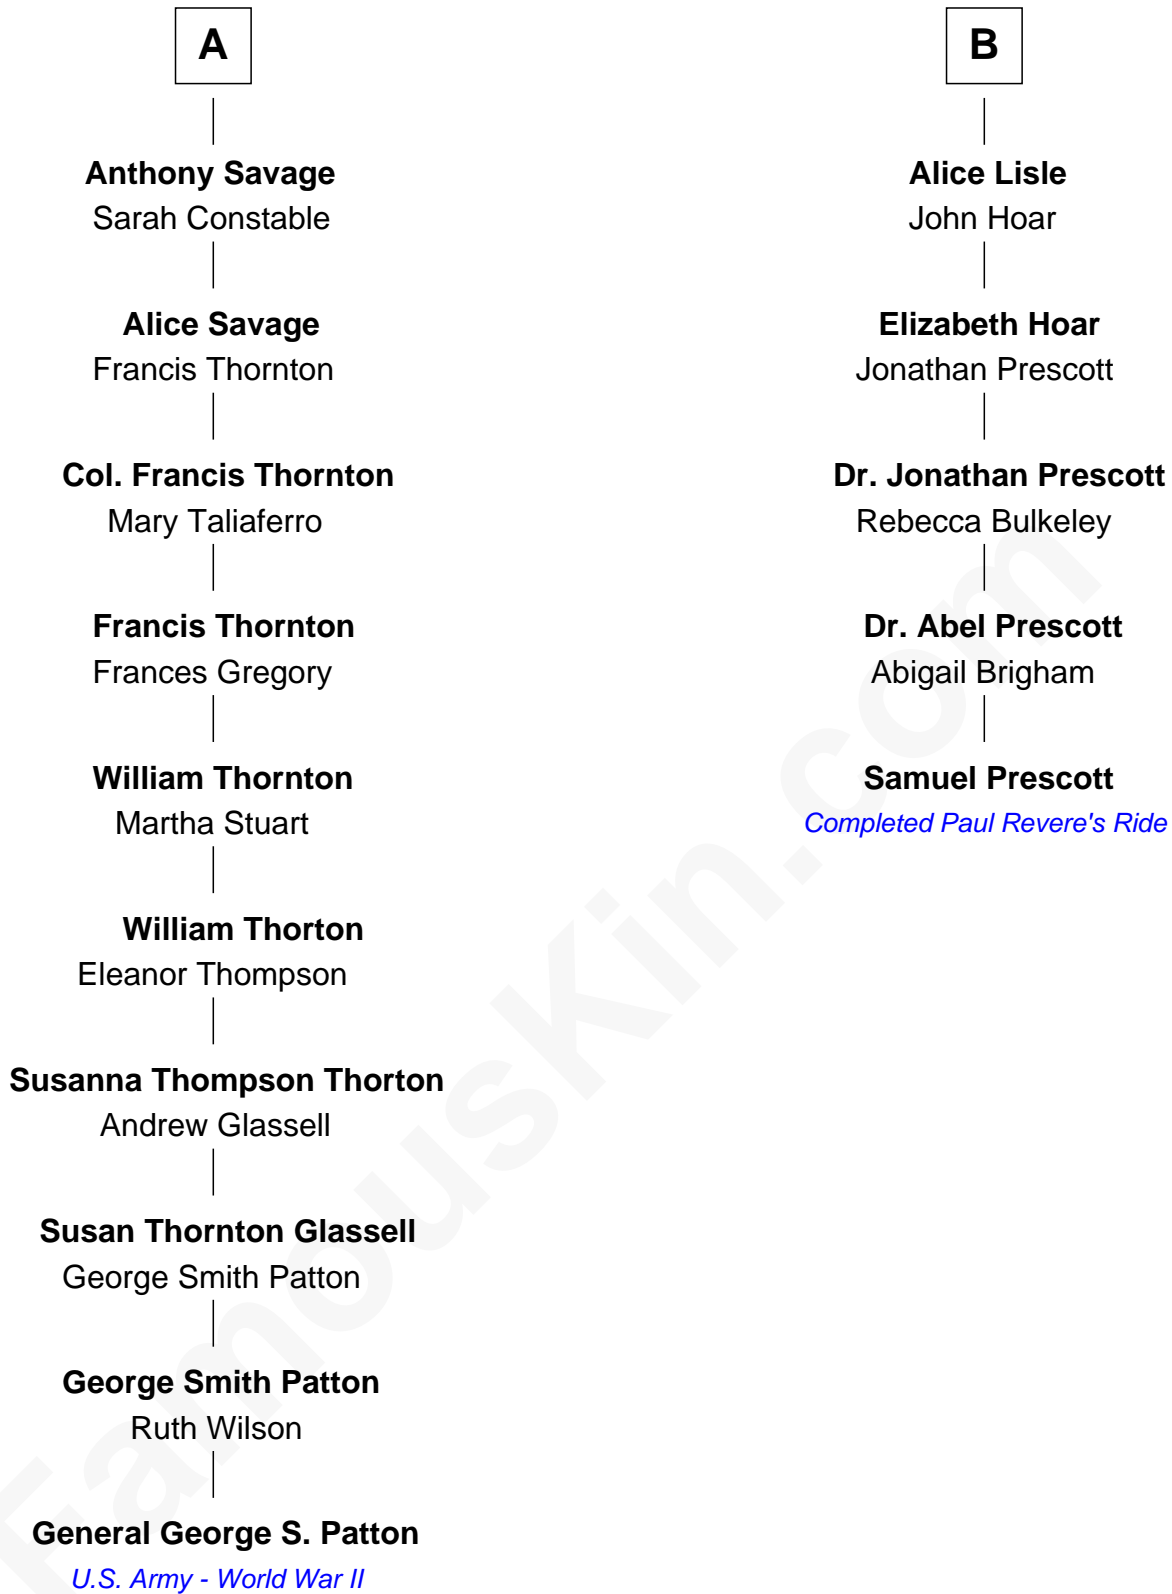 A
Anthony Savage
Sarah Constable
Alice Savage
Francis Thornton
Col. Francis Thornton
Mary Taliaferro
Francis Thornton
Frances Gregory
William Thornton
Martha Stuart
William Thorton
Eleanor Thompson
Susanna Thompson Thorton
Andrew Glassell
Susan Thornton Glassell
George Smith Patton
George Smith Patton
Ruth Wilson
General George S. Patton
U.S. Army - World War II
B
Alice Lisle
John Hoar
Elizabeth Hoar
Jonathan Prescott
Dr. Jonathan Prescott
Rebecca Bulkeley
Dr. Abel Prescott
Abigail Brigham
Samuel Prescott
Completed Paul Revere's Ride
FamousKin.com